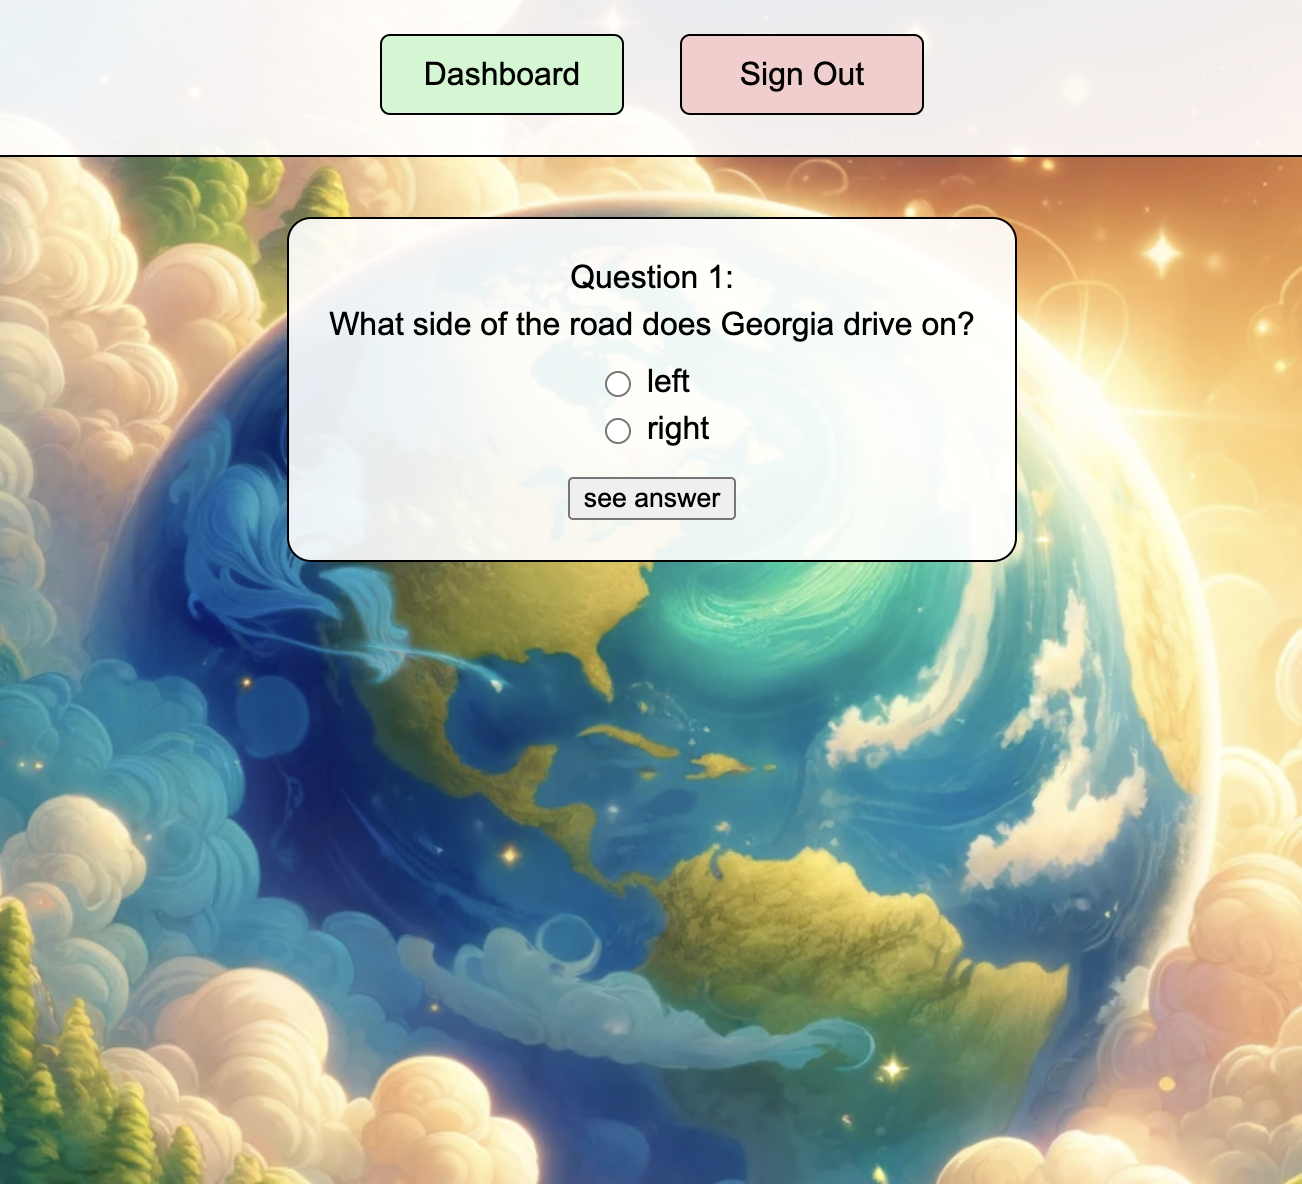 Dashboard
Sign Out
Question 1:
What side of the road does Georgia drive on?
left
right
see answer